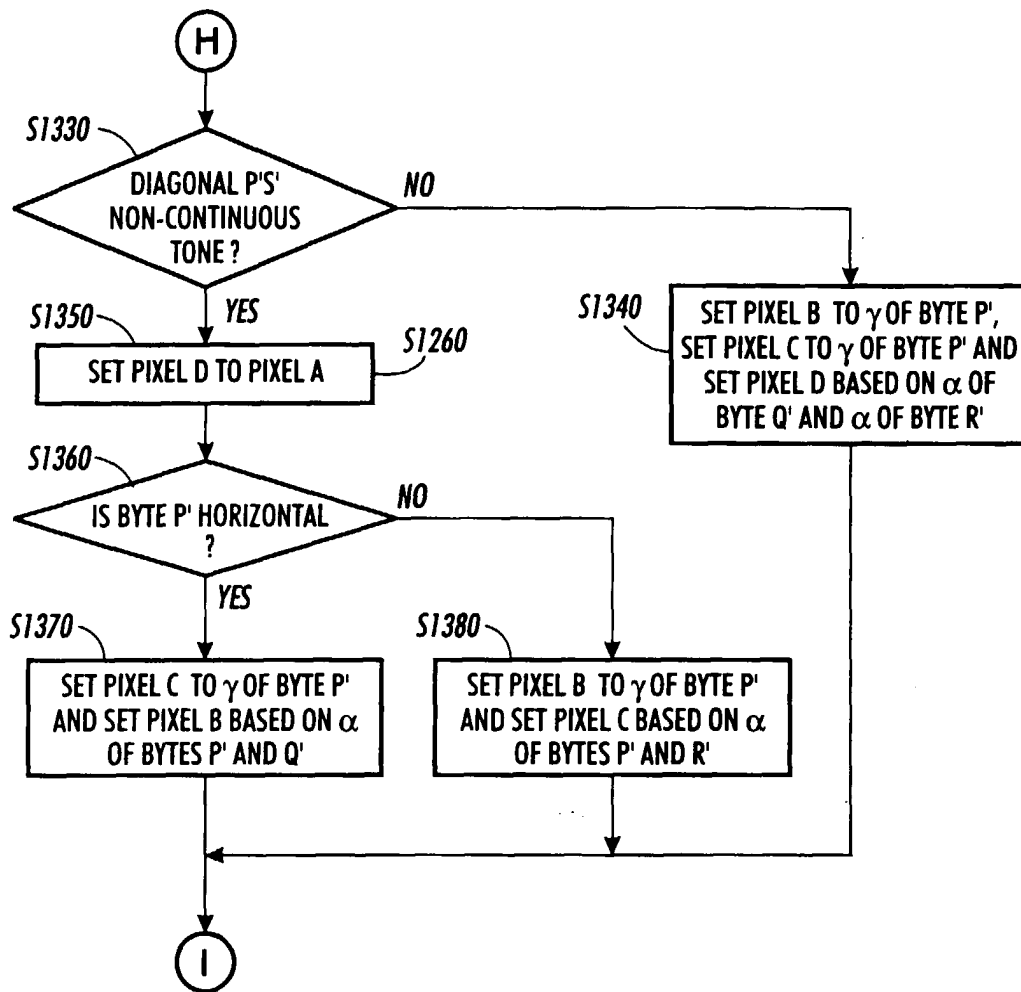 H
S1330
DIAGONAL P'S'
NON-CONTINUOUS
TONE ?
NO
YES
S1340
SET PIXEL B TO γ OF BYTE P',
SET PIXEL C TO γ OF BYTE P' AND
SET PIXEL D BASED ON α OF
BYTE Q' AND α OF BYTE R'
S1350
S1260
SET PIXEL D TO PIXEL A
S1360
IS BYTE P' HORIZONTAL
?
NO
YES
S1370
SET PIXEL C TO γ OF BYTE P'
AND SET PIXEL B BASED ON α
OF BYTES P' AND Q'
S1380
SET PIXEL B TO γ OF BYTE P'
AND SET PIXEL C BASED ON α
OF BYTES P' AND R'
I